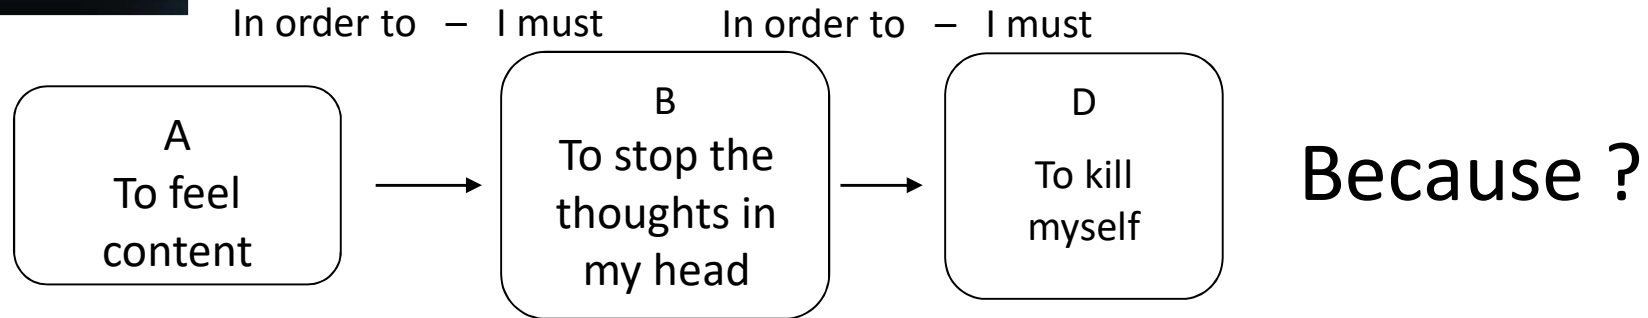 In order to – I must In order to – I must
A
To feel
content
B
To stop the
thoughts in
my head
D
To kill
myself
Because ?